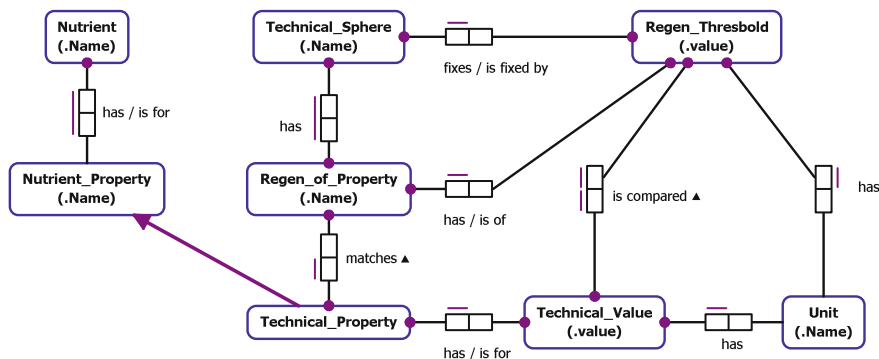 Nutrient
(.Name)
Technical_Sphere
(.Name)
Regen_Threshold
(.value)
fixes / is fixed by
has / is for
has
Nutrient_Property
(.Name)
Regen_of_Property
(.Name)
is compared ▲
has
has / is of
matches ▲
Technical_Property
Technical_Value
(.value)
Unit
(.Name)
has / is for
has